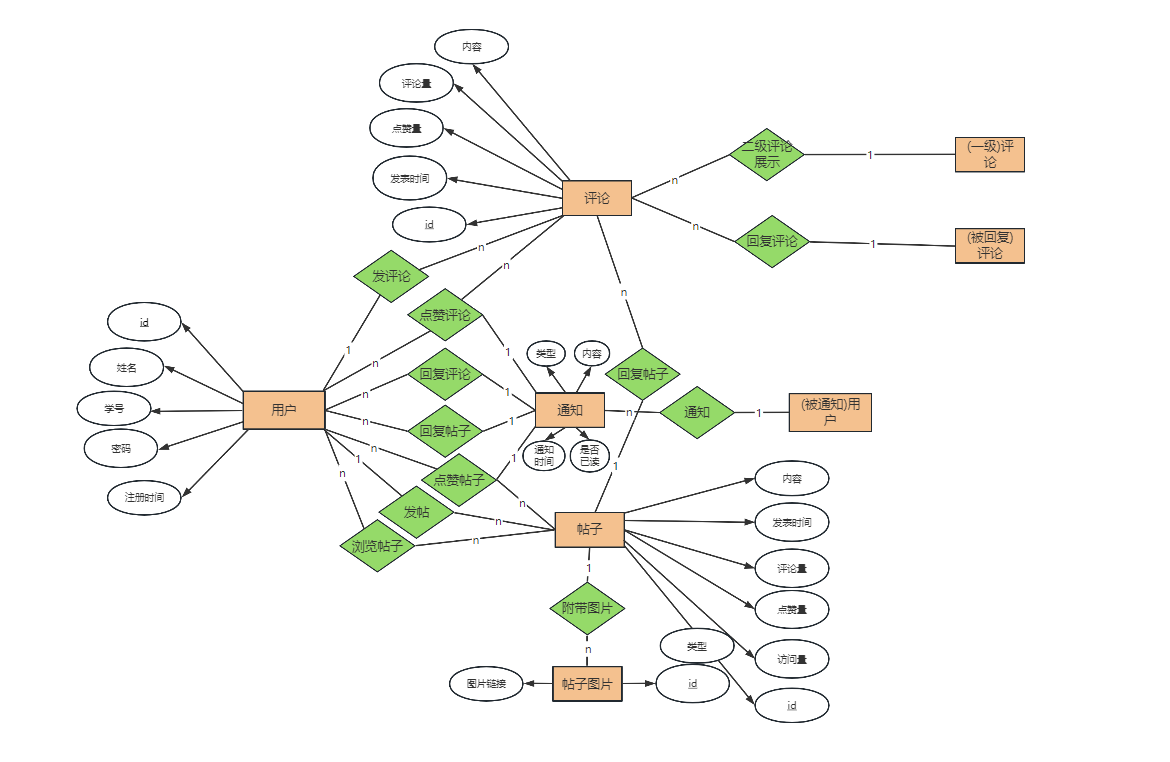 内容
评论量
点赞量
发表时间
id
评论
二级评论
展示
n
1
(一级)评
论
n
回复评论
1
(被回复)
评论
发评论
n
n
点赞评论
n
1
n
1
类型
内容
回复帖子
id
姓名
学号
密码
注册时间
用户
n
回复评论
1
n
回复帖子
1
通知
n
通知
1
(被通知)用
户
通知
时间
是否
已读
n
点赞帖子
1
n
1
1
发帖
n
n
浏览帖子
n
帖子
内容
发表时间
评论量
点赞量
访问量
id
类型
1
附带图片
n
图片链接
帖子图片
id